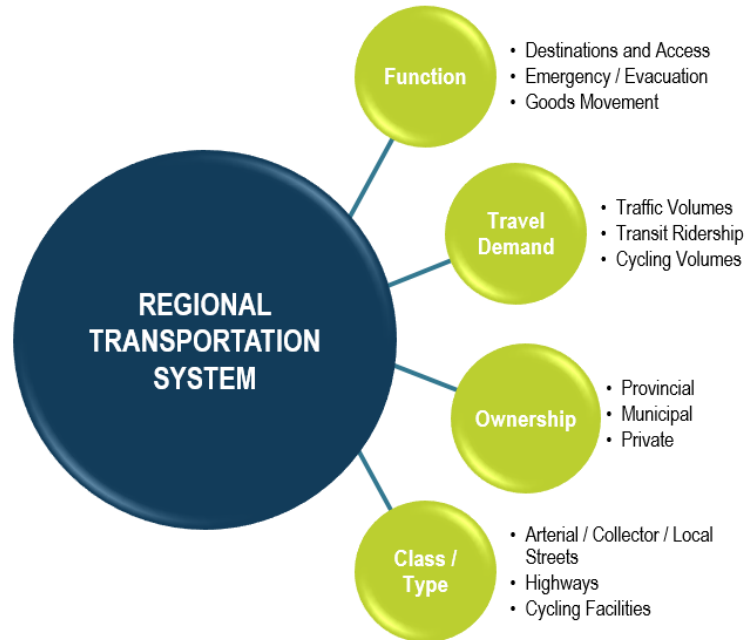 REGIONAL
TRANSPORTATION
SYSTEM
Function
• Destinations and Access
• Emergency / Evacuation
• Goods Movement
Travel
Demand
• Traffic Volumes
• Transit Ridership
• Cycling Volumes
Ownership
• Provincial
• Municipal
• Private
Class /
Type
• Arterial / Collector / Local
Streets
• Highways
• Cycling Facilities